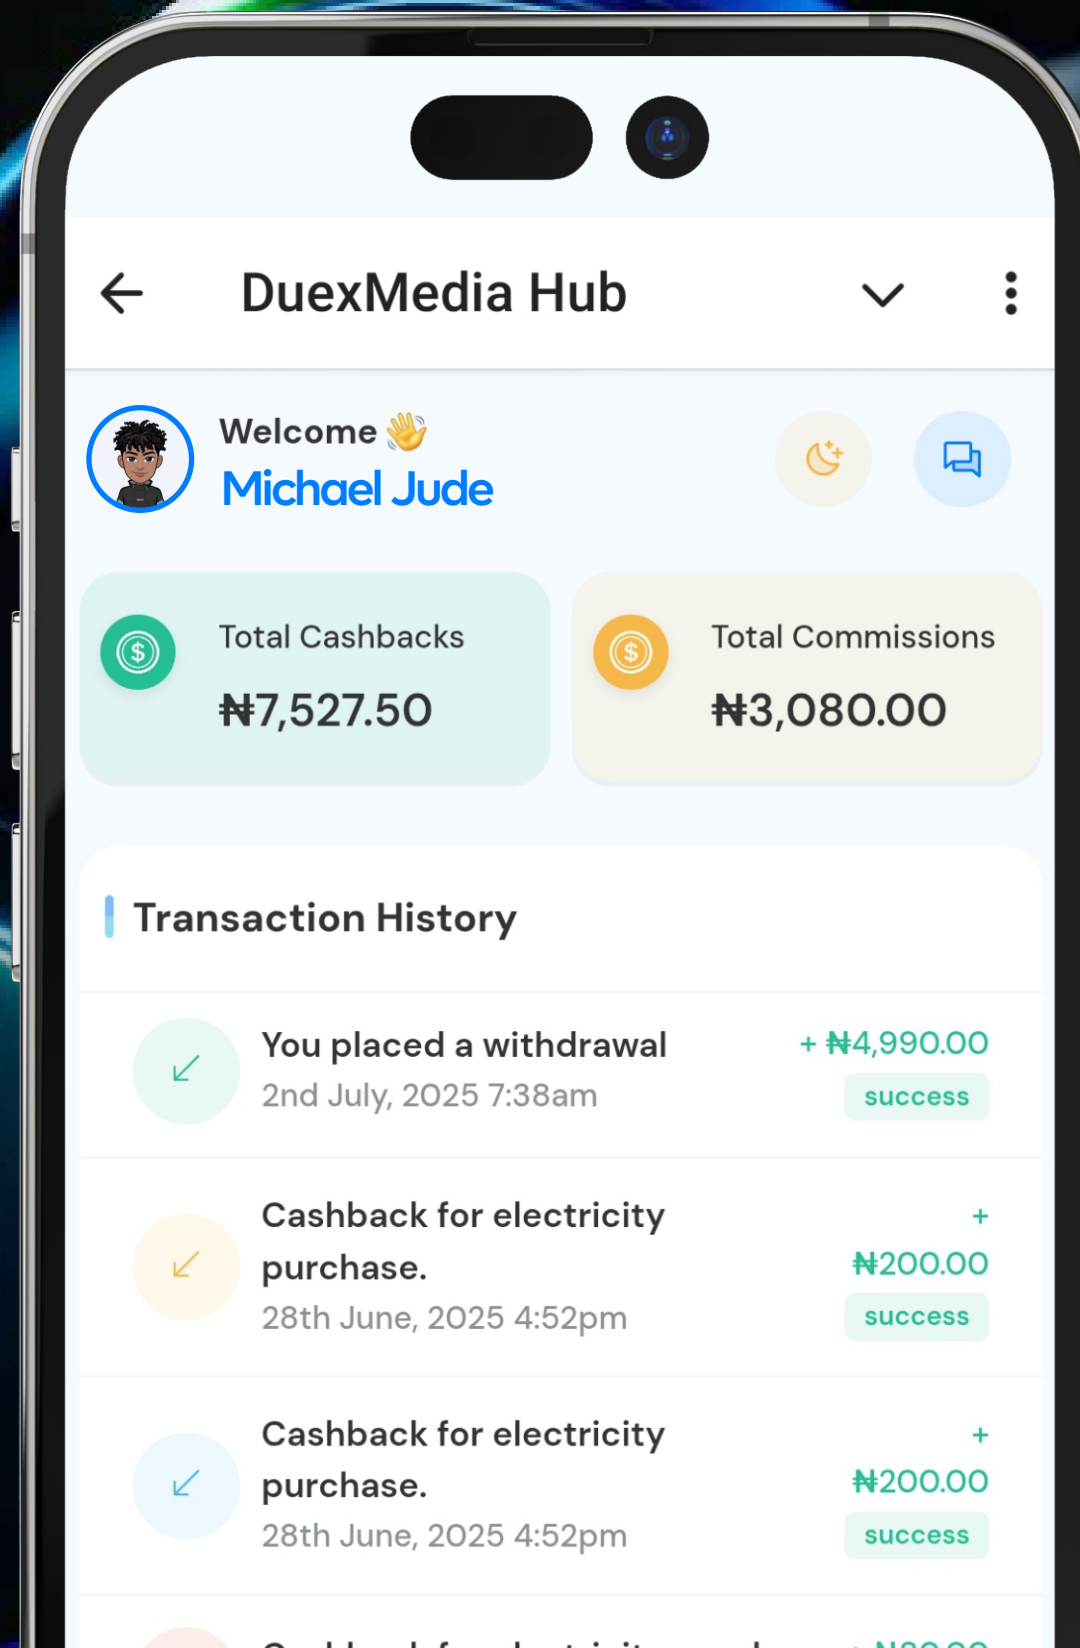 DuexMedia Hub
Welcome 👋
Michael Jude
Total Cashbacks
₦7,527.50
Total Commissions
₦3,080.00
Transaction History
You placed a withdrawal
+ ₦4,990.00
2nd July, 2025 7:38am
success
Cashback for electricity
purchase.
+
₦200.00
28th June, 2025 4:52pm
success
Cashback for electricity
purchase.
+
₦200.00
28th June, 2025 4:52pm
success